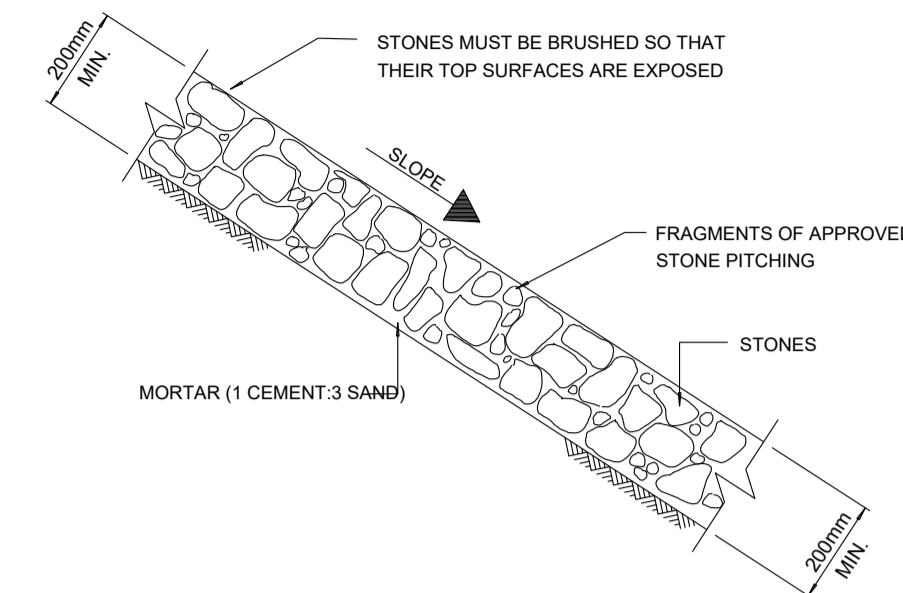 200mm
MIN.
STONES MUST BE BRUSHED SO THAT
THEIR TOP SURFACES ARE EXPOSED
SLOPE
FRAGMENTS OF APPROVE
STONE PITCHING
STONES
MORTAR (1 CEMENT:3 SAND)
200mm
MIN.